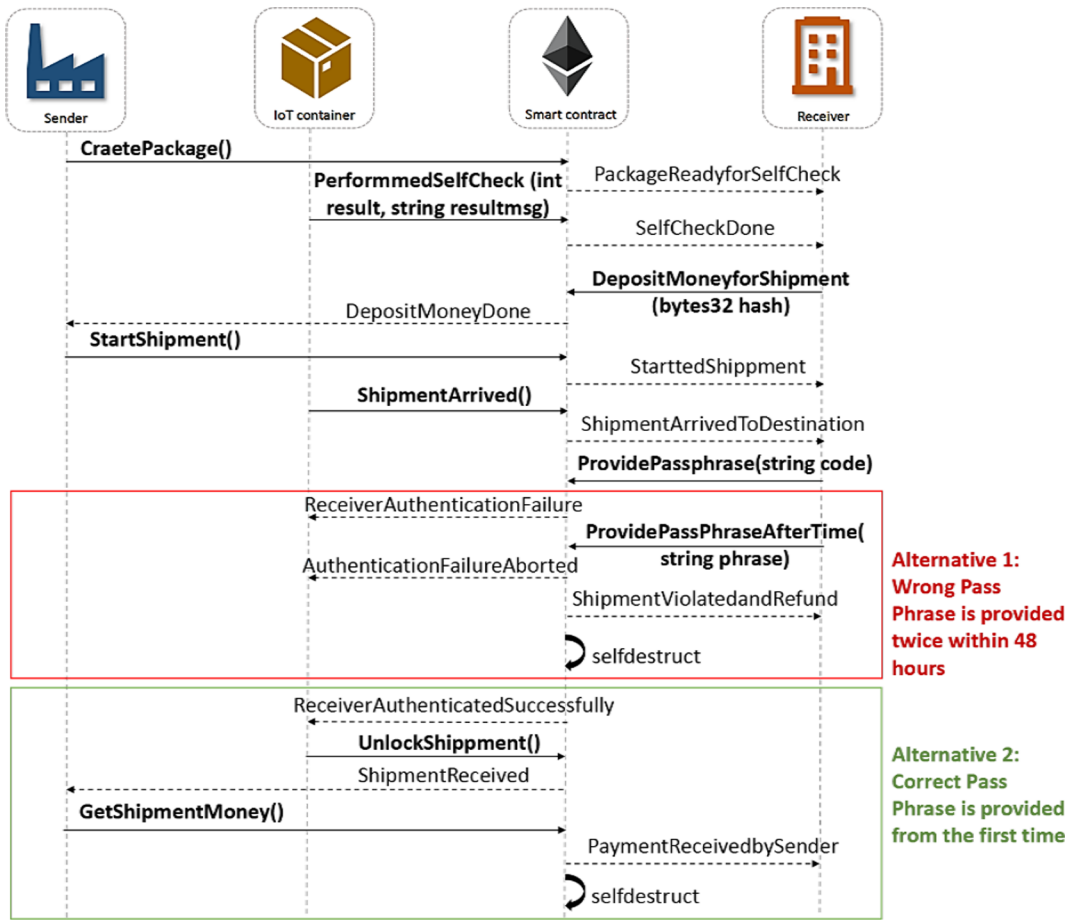 Sender
IoT container
Smart contract
Receiver
CraetePackage()
PackageReadyforSelfCheck
PerformmedSelfCheck (int
result, string resultmsg)
SelfCheckDone
DepositMoneyforShipment
(bytes32 hash)
DepositMoneyDone
StartShipment()
StarttedShippment
ShipmentArrived()
ShipmentArrivedToDestination
ProvidePassphrase(string code)
ReceiverAuthenticationFailure
ProvidePassPhraseAfterTime(
string phrase)
AuthenticationFailureAborted
ShipmentViolatedandRefund
selfdestruct
Alternative 1:
Wrong Pass
Phrase is provided
twice within 48
hours
ReceiverAuthenticatedSuccessfully
UnlockShippment()
ShipmentReceived
GetShipmentMoney()
PaymentReceivedbySender
selfdestruct
Alternative 2:
Correct Pass
Phrase is provided
from the first time